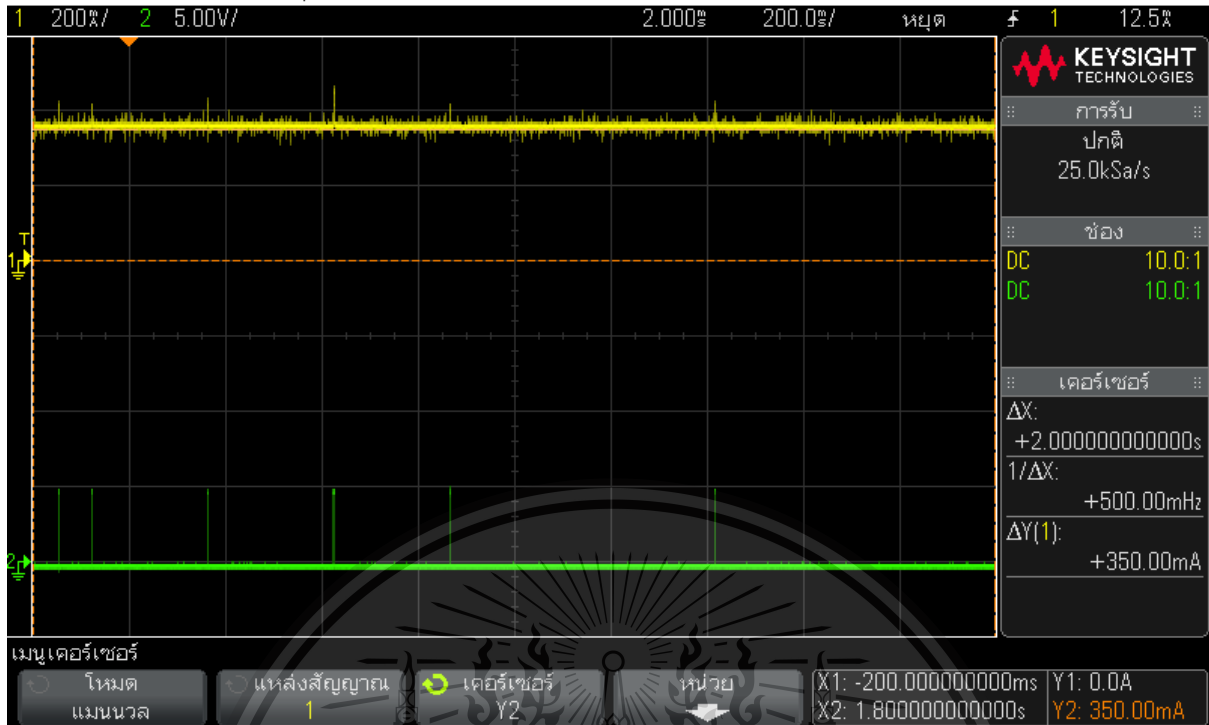 1 200㎃/ 2 5.00V/ 2.000s 200.0㎳/ หยุด 1 12.5㎃
KEYSIGHT
TECHNOLOGIES
การรับ
ปกติ
25.0kSa/s
ช่อง
DC 10.0:1
DC 10.0:1
เคอร์เซอร์
ΔX:
+2.000000000000s
1/ΔX:
+500.00mHz
ΔY(1):
+350.00mA
T
1
2
เมนูเคอร์เซอร์
โหมด
แมนนวล
แหล่งสัญญาณ
1
เคอร์เซอร์
Y2
หน่วย
X1: -200.000000000ms
X2: 1.800000000000s
Y1: 0.0A
Y2: 350.00mA